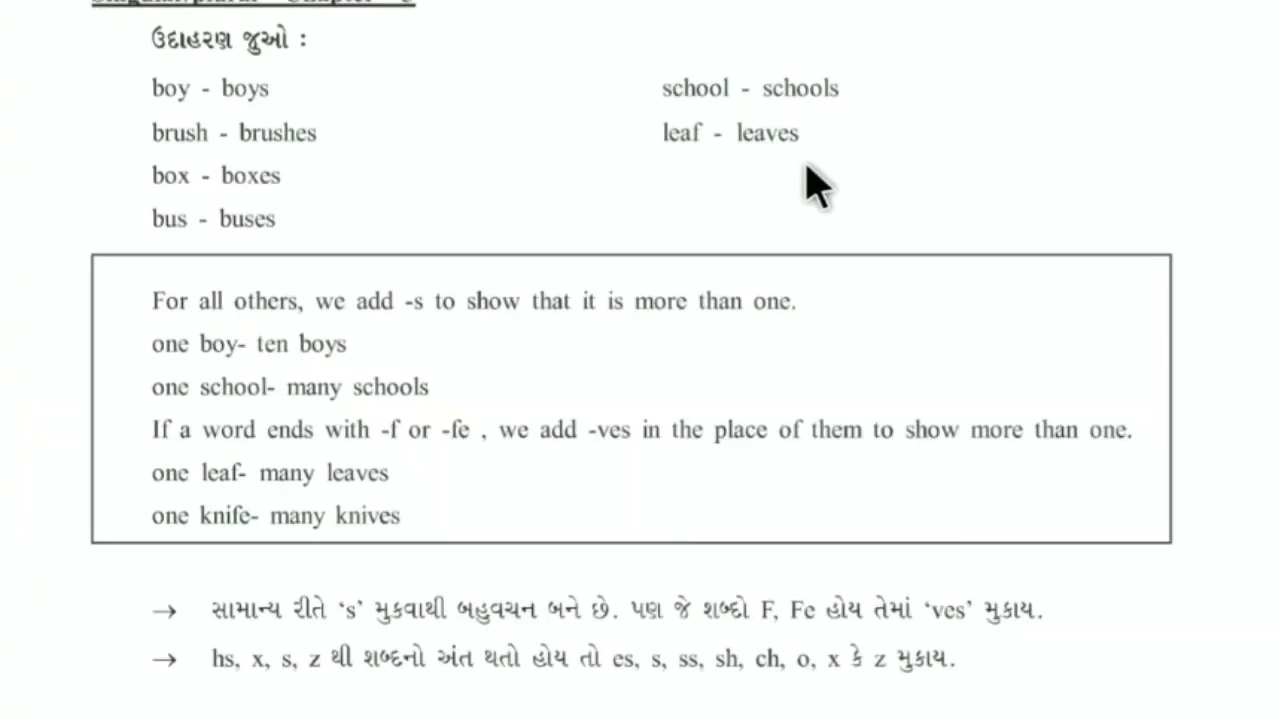 ઉદાહરણ જુઓ :
boy - boys
brush - brushes
box - boxes
bus - buses
school - schools
leaf - leaves
For all others, we add -s to show that it is more than one.
one boy- ten boys
one school- many schools
If a word ends with -f or -fe , we add -ves in the place of them to show more than one.
one leaf- many leaves
one knife- many knives
→ સામાન્ય રીતે ‘s’ મુકવાથી બહુવચન બને છે. પણ જે શબ્દો F, Fe હોય તેમાં ‘ves’ મુકાય.
→ hs, x, s, z થી શબ્દનો અંત થતો હોય તો es, s, ss, sh, ch, o, x કે z મુકાય.